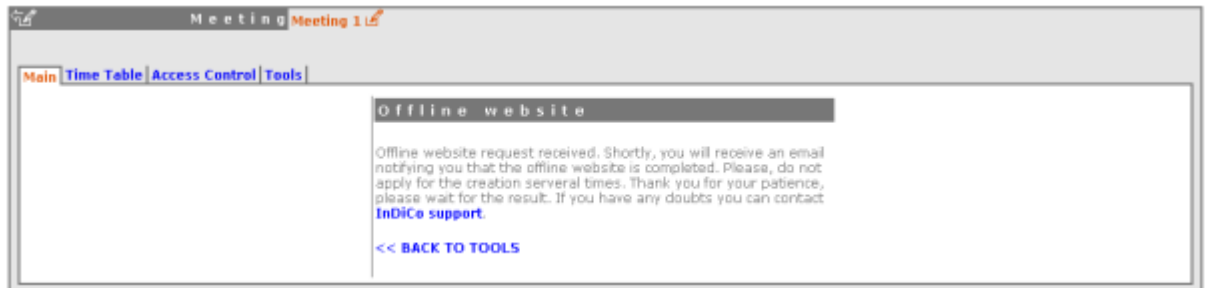 Meeting Meeting 1
Main Time Table Access Control Tools
Offline website
Offline website request received. Shortly, you will receive an email
notifying you that the offline website is completed. Please, do not
apply for the creation serveral times. Thank you for your patience,
please wait for the result. If you have any doubts you can contact
InDiCo support.
<< BACK TO TOOLS